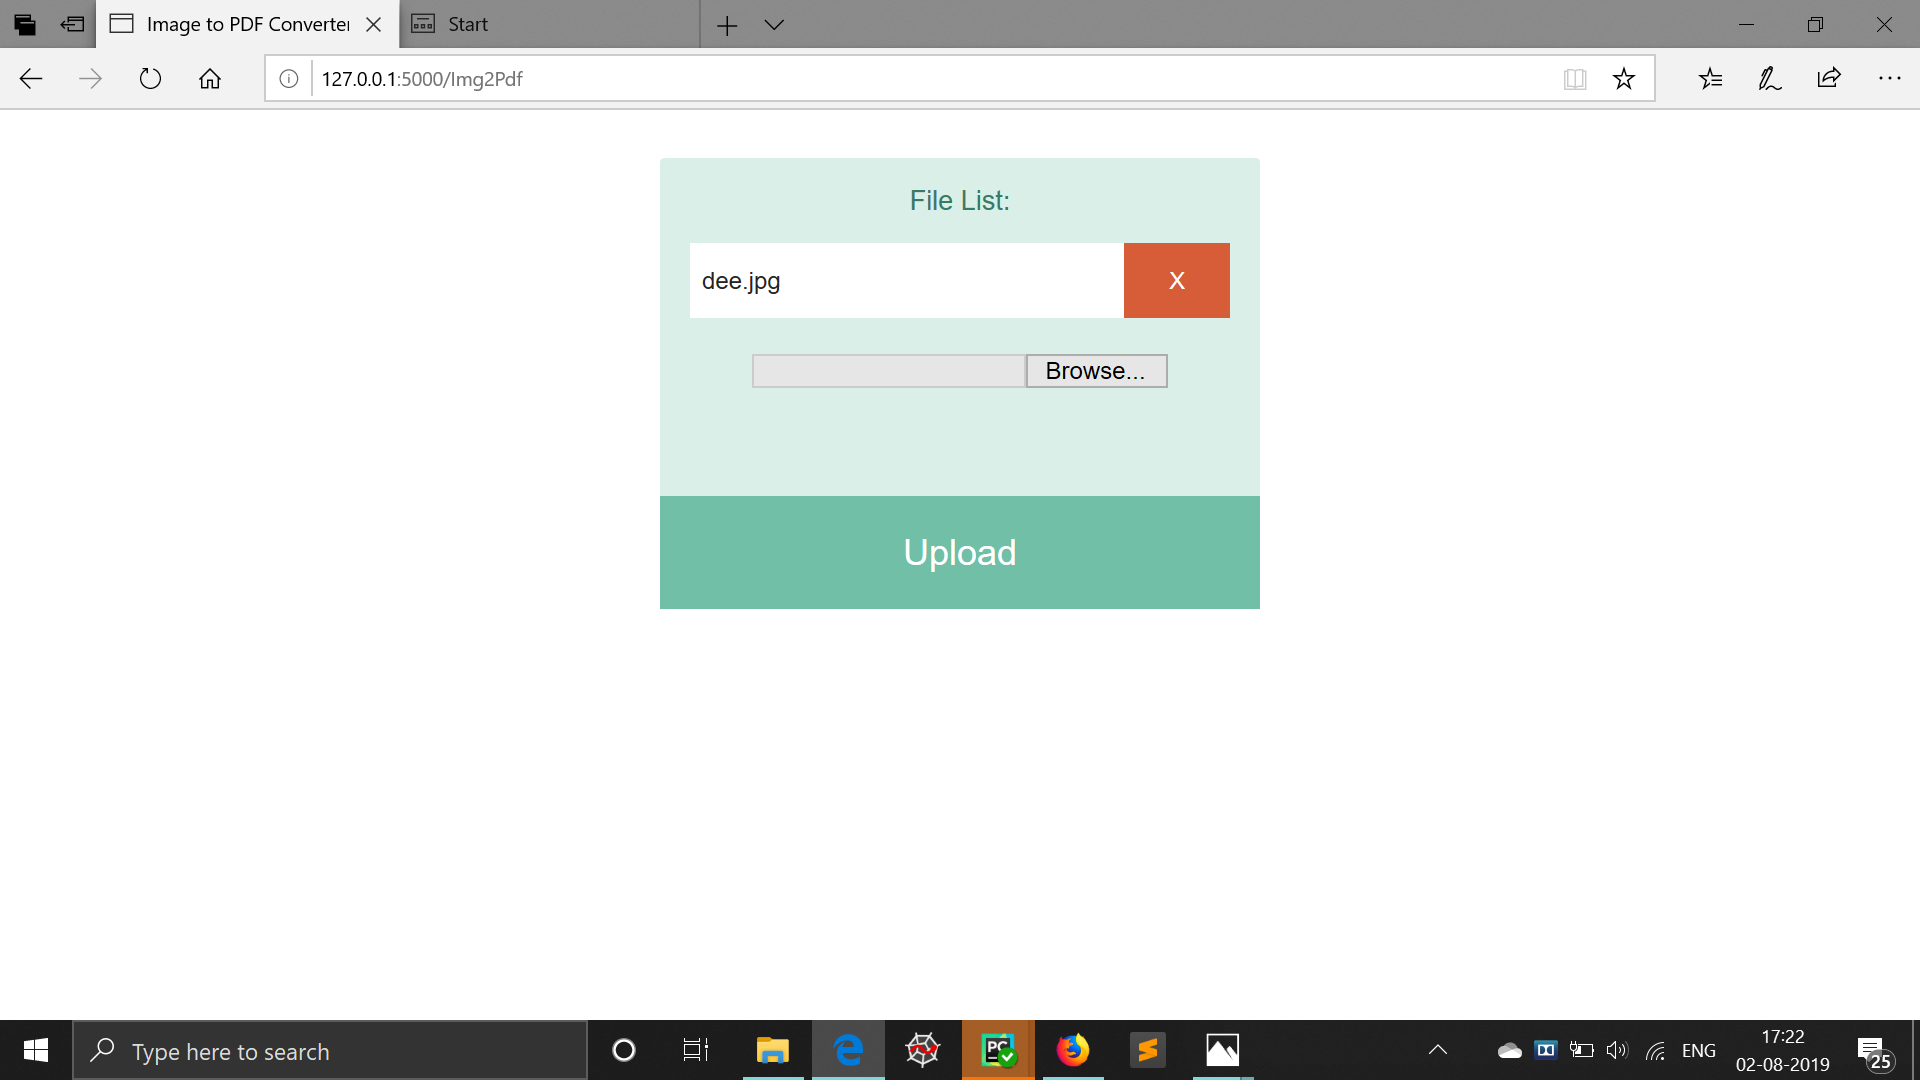 Image to PDF Converter
Start
127.0.0.1:5000/Img2Pdf
File List:
dee.jpg
X
Browse...
Upload
Type here to search
PC
ENG
17:22
02-08-2019
25